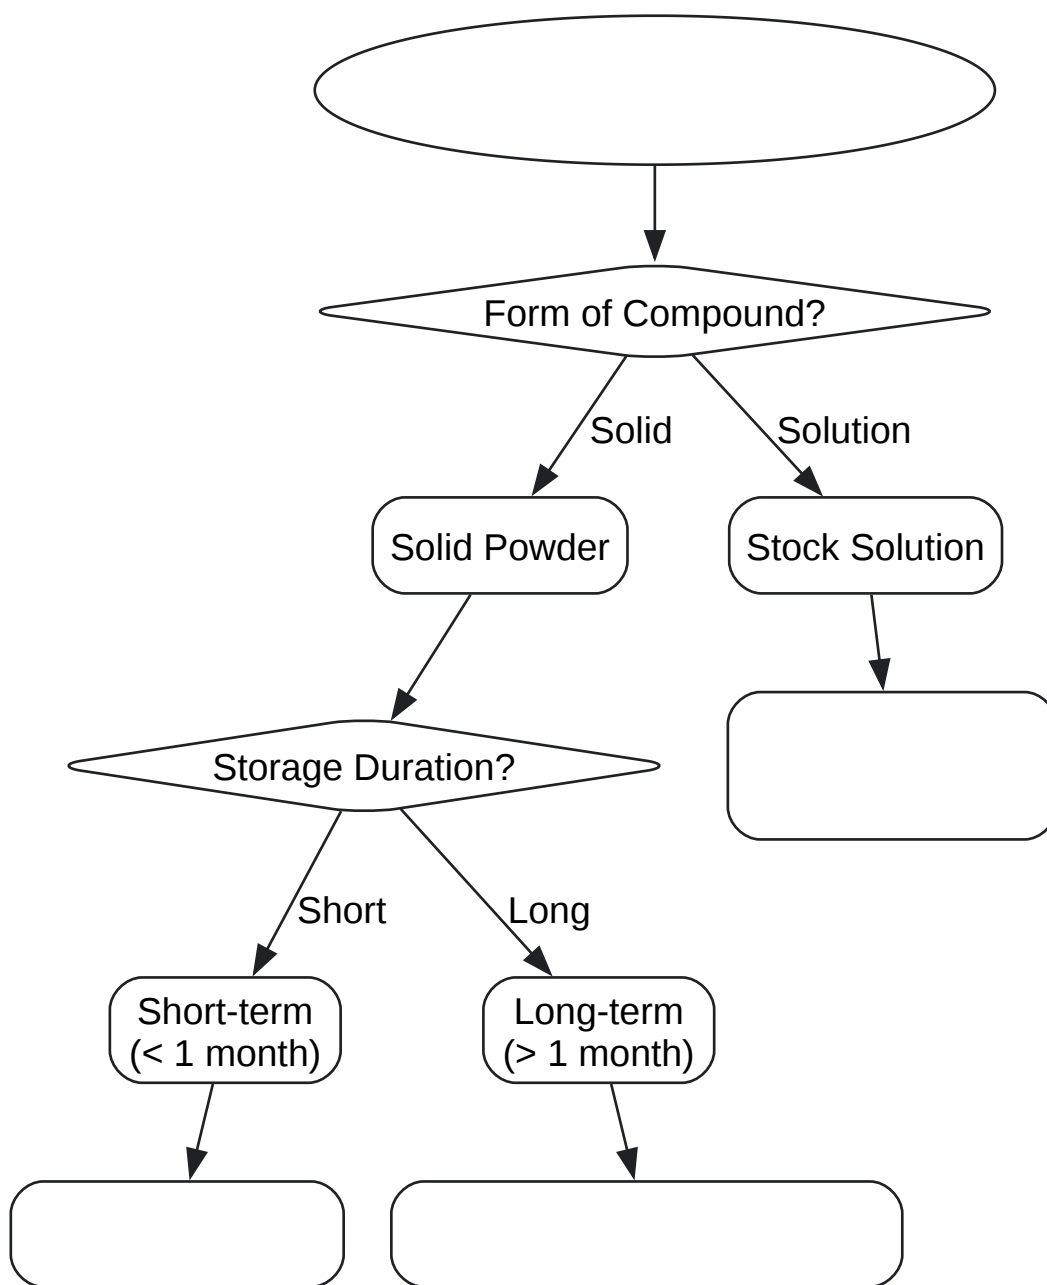 Form of Compound?
Solid
Solution
Solid Powder
Stock Solution
Storage Duration?
Short
Long
Short-term
(< 1 month)
Long-term
(> 1 month)